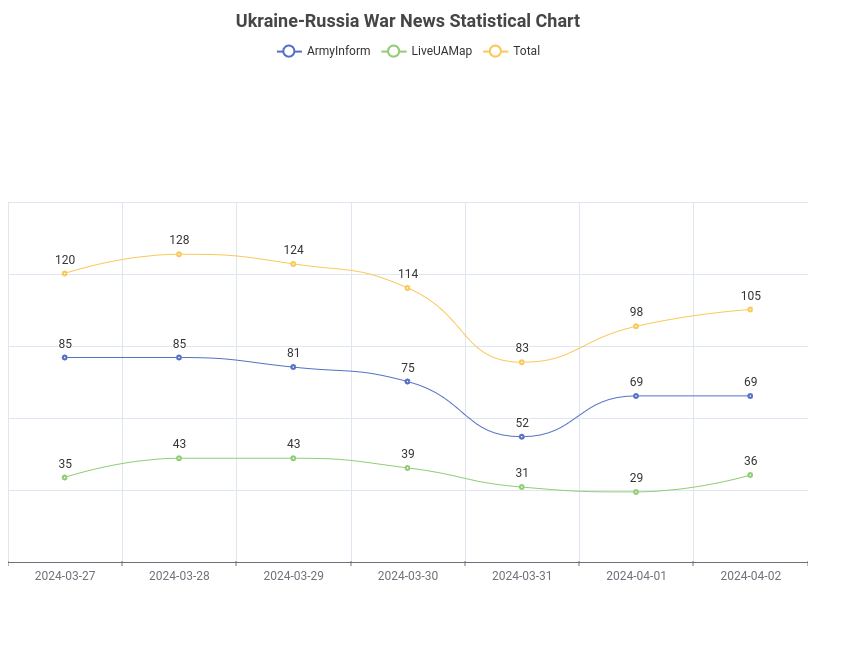 Ukraine-Russia War News Statistical Chart
ArmyInform LiveUAMap Total
120 128 124 114 83 98 105
85 85 81 75 52 69 69
35 43 43 39 31 29 36
2024-03-27 2024-03-28 2024-03-29 2024-03-30 2024-03-31 2024-04-01 2024-04-02